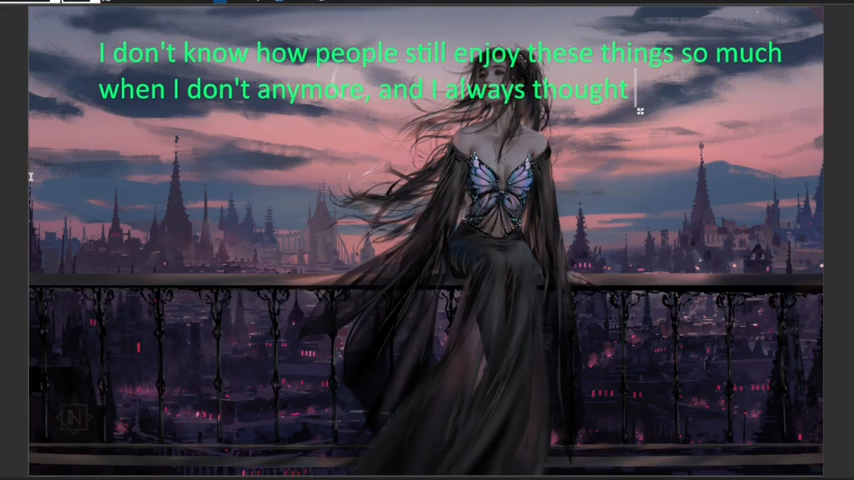 I don't know how people still enjoy these things so much
when I don't anymore, and I always thought